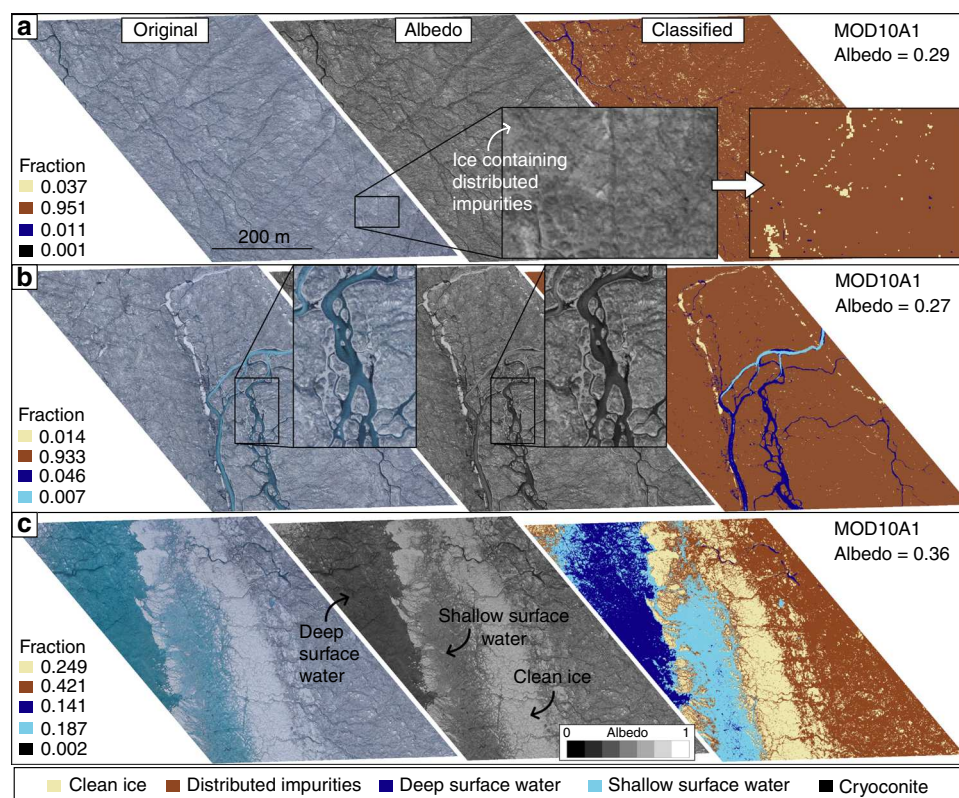 a
Original
Albedo
Classified
MOD10A1
Albedo = 0.29
Ice containing
distributed
impurities
Fraction
0.037
0.951
0.011
0.001
200 m
b
MOD10A1
Albedo = 0.27
Fraction
0.014
0.933
0.046
0.007
c
MOD10A1
Albedo = 0.36
Deep
surface
water
Shallow surface
water
Clean ice
Fraction
0.249
0.421
0.141
0.187
0.002
0 Albedo 1
Clean ice Distributed impurities Deep surface water Shallow surface water Cryoconite